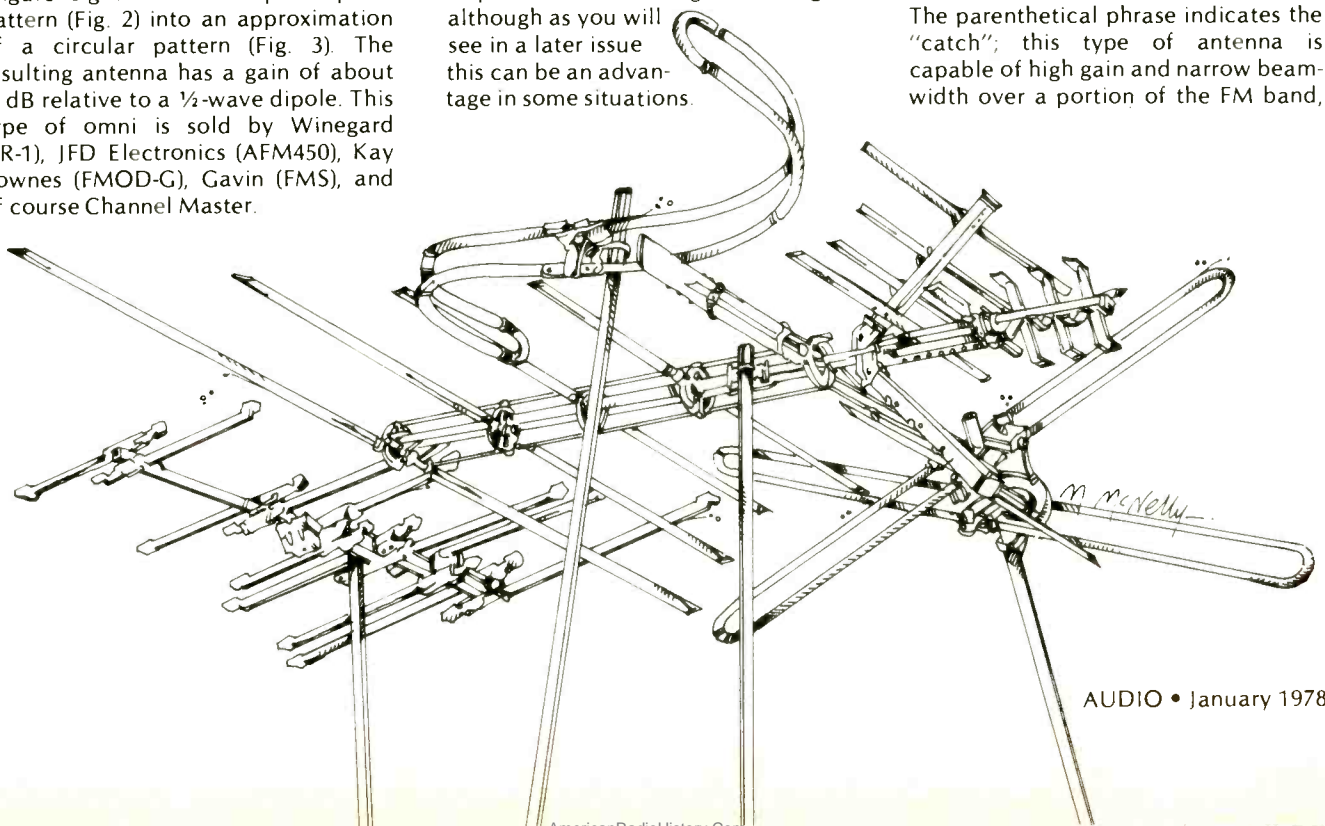 attern (Fig. 2) into an approximation
f a circular pattern (Fig. 3). The
sulting antenna has a gain of about
dB relative to a ½-wave dipole. This
pe of omni is sold by Winegard
R-1), JFD Electronics (AFM450), Kay
ownes (FMOD-G), Gavin (FMS), and
f course Channel Master.
although as you will
see in a later issue
this can be an advan-
tage in some situations.
The parenthetical phrase indicates the
"catch"; this type of antenna is
capable of high gain and narrow beam-
width over a portion of the FM band,
M McNelly
AUDIO • January 1978